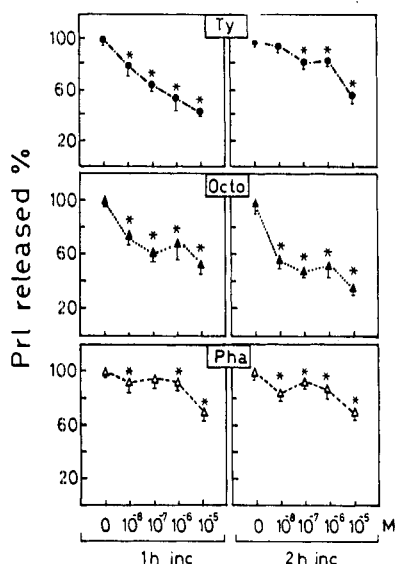 Prl released %
Ty
100
60
20
* * * * * * *
Octo
100
60
20
* * * * * * * *
Pha
100
60
20
* * * * * * *
0 10⁻⁸ 10⁻⁷ 10⁻⁶ 10⁻⁵ 0 10⁻⁸ 10⁻⁷ 10⁻⁶ 10⁻⁵ M
1h inc 2h inc